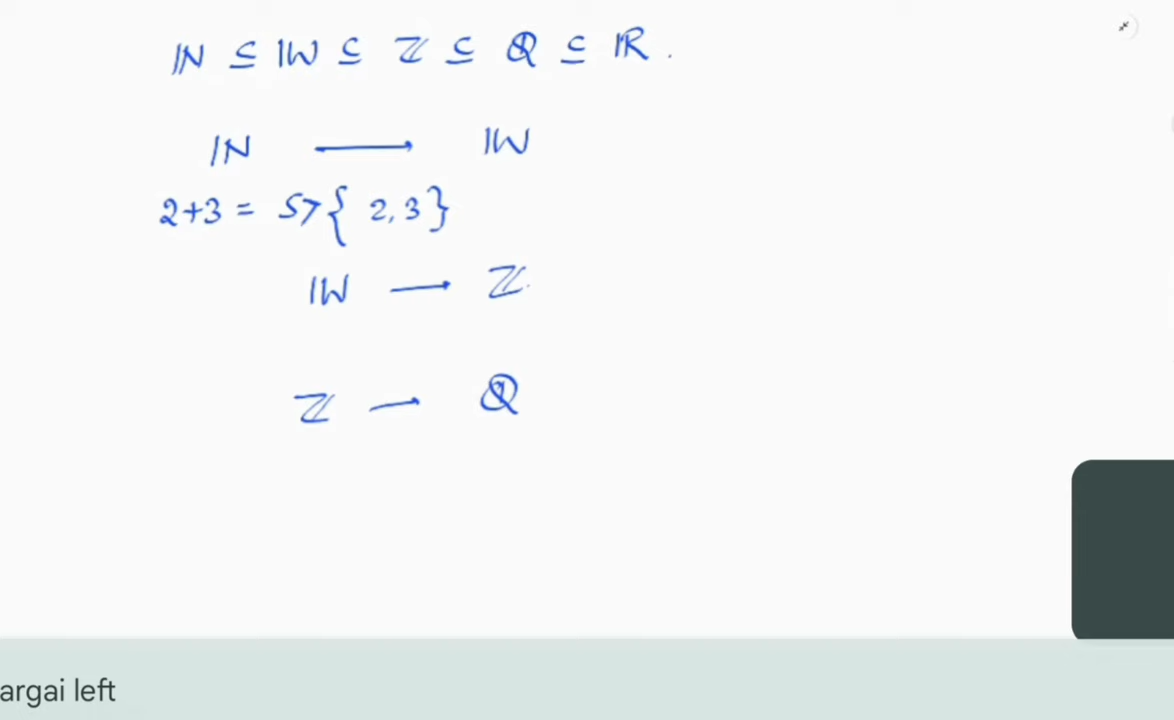 ℕ ⊆ 𝕎 ⊆ ℤ ⊆ ℚ ⊆ ℝ .
ℕ ⟶ 𝕎
2+3 = 5 > { 2, 3 }
𝕎 ⟶ ℤ
ℤ — ℚ
argai left